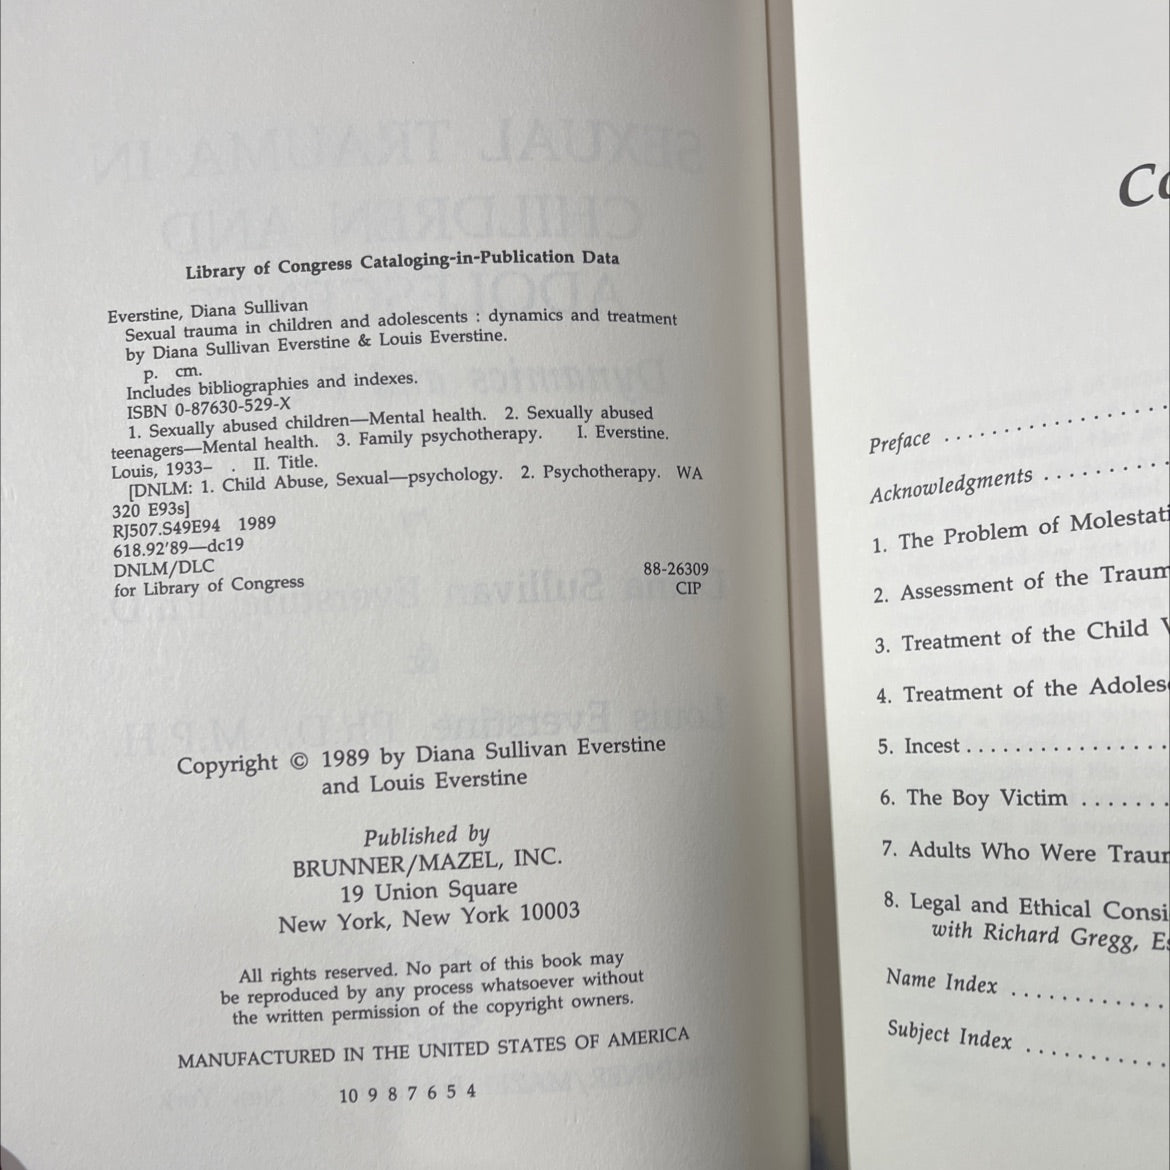 Library of Congress Cataloging-in-Publication Data
Everstine, Diana Sullivan
Sexual trauma in children and adolescents : dynamics and treatment
by Diana Sullivan Everstine & Louis Everstine.
p. cm.
Includes bibliographies and indexes.
ISBN 0-87630-529-X
1. Sexually abused children—Mental health. 2. Sexually abused
teenagers—Mental health. 3. Family psychotherapy. I. Everstine.
Louis, 1933– . II. Title.
[DNLM: 1. Child Abuse, Sexual—psychology. 2. Psychotherapy. WA
320 E93s]
RJ507.S49E94 1989
618.92'89—dc19
DNLM/DLC
for Library of Congress 88-26309
CIP
Copyright © 1989 by Diana Sullivan Everstine
and Louis Everstine
Published by
BRUNNER/MAZEL, INC.
19 Union Square
New York, New York 10003
All rights reserved. No part of this book may
be reproduced by any process whatsoever without
the written permission of the copyright owners.
MANUFACTURED IN THE UNITED STATES OF AMERICA
10 9 8 7 6 5 4
Preface . . . . . . . . . . . . . . . . .
Acknowledgments . . . . . . . . . .
1. The Problem of
2. Assessment of the
3. Treatment of the Child
4. Treatment of the
5. Incest . . . . . . . . . . . . . . . .
6. The Boy Victim . . . . . . .
7. Adults Who Were
8. Legal and Ethical
with Richard Gregg,
Name Index . . . . . . . . . . . .
Subject Index . . . . . . . . . . .